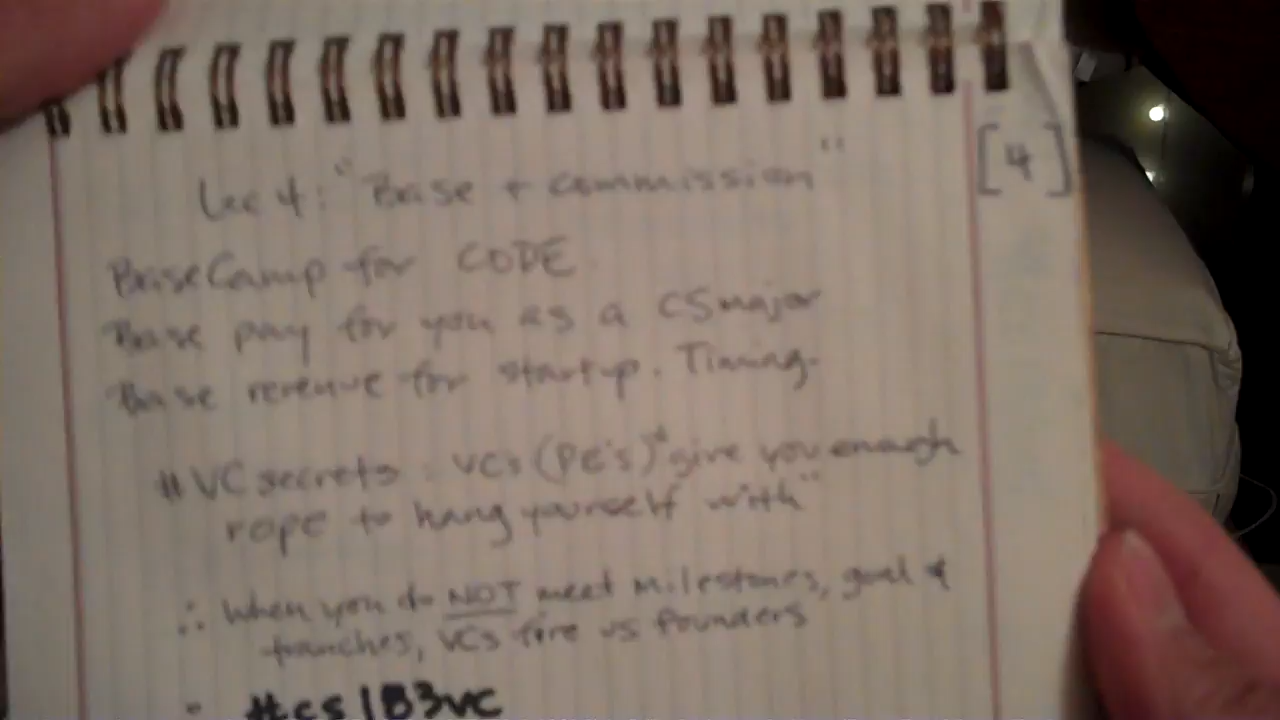 [4]
Lec 4: "Base + commission"
BaseCamp for CODE
Base pay for you as a CS major
Base revenue for startup. Timing.
#VC secrets: VCs (PE's) "give you enough
rope to hang yourself with"
∴ When you do NOT meet milestones, goal &
tranches, VCs fire us founders
#cs183vc